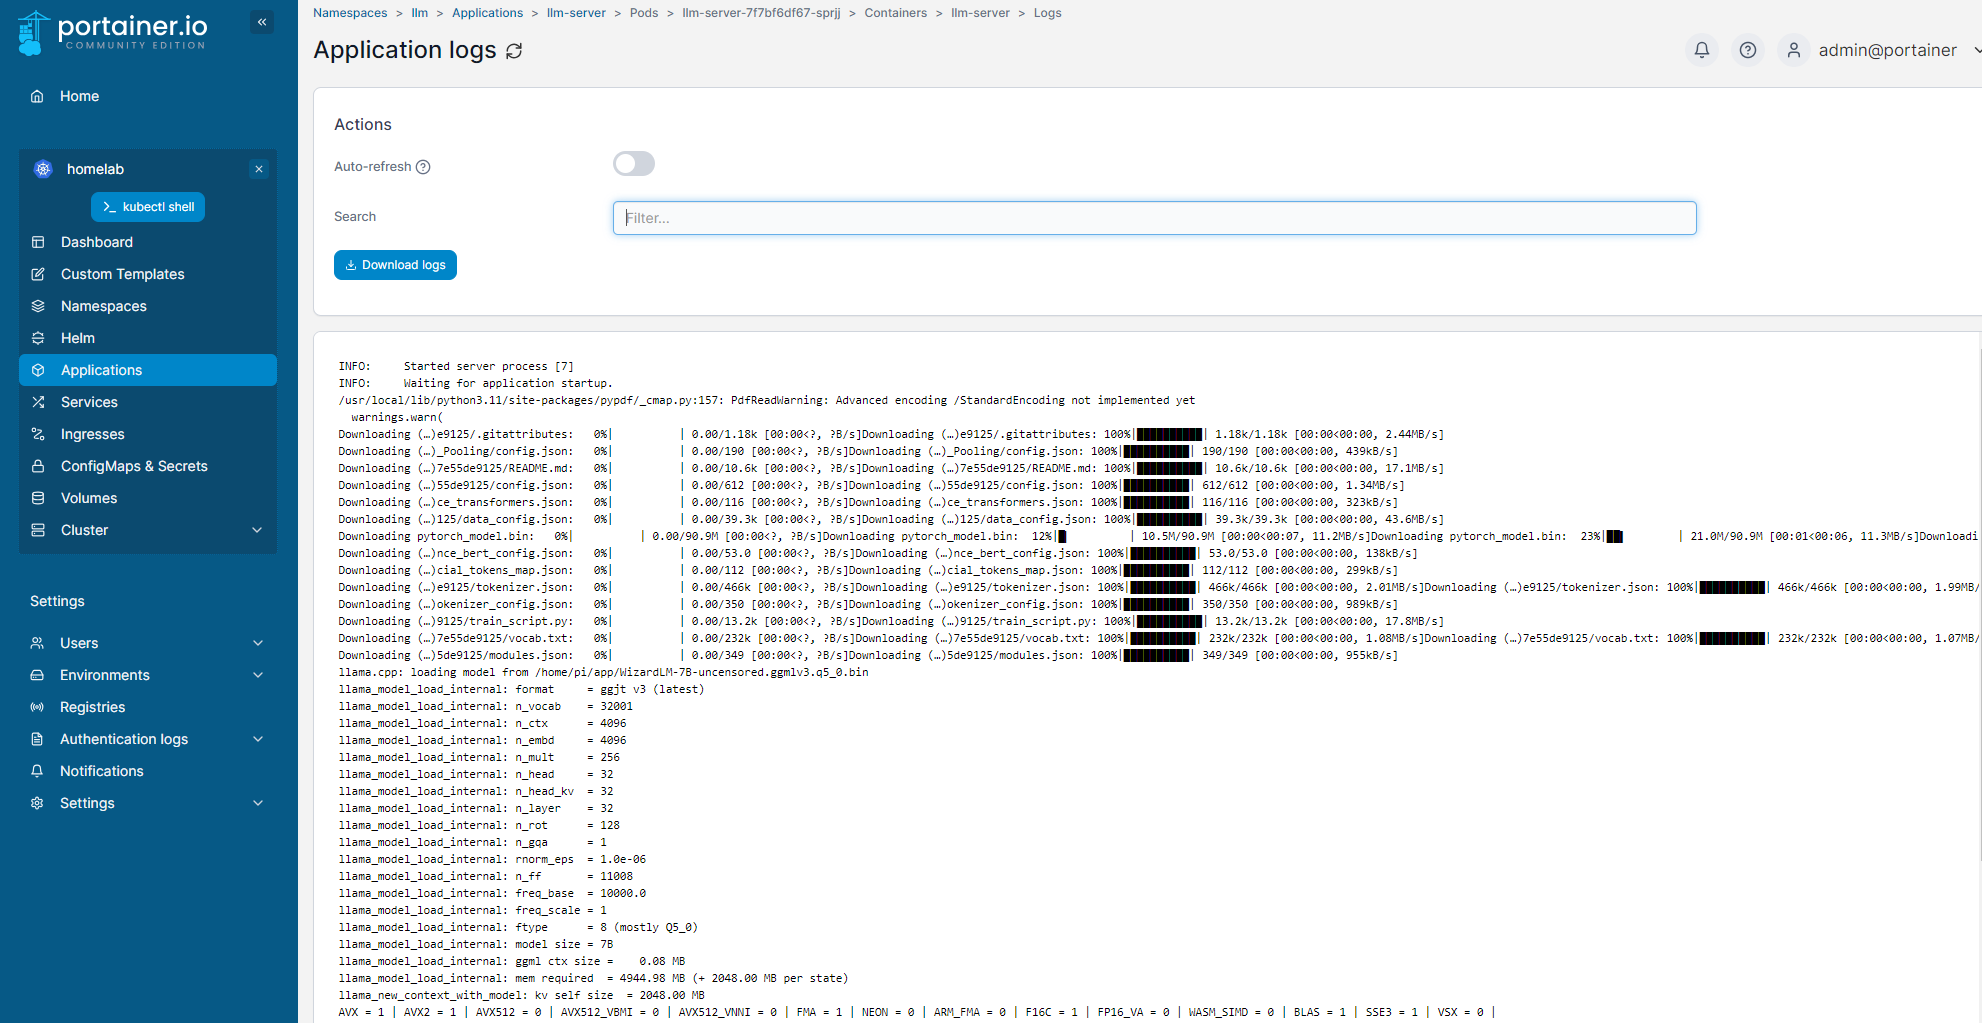 portainer.io
COMMUNITY EDITION
«
Home
homelab
×
>_ kubectl shell
Dashboard
Custom Templates
Namespaces
Helm
Applications
Services
Ingresses
ConfigMaps & Secrets
Volumes
Cluster
Settings
Users
Environments
Registries
Authentication logs
Notifications
Settings
Namespaces > llm > Applications > llm-server > Pods > llm-server-7f7bf6df67-sprjj > Containers > llm-server > Logs
Application logs
admin@portainer
Actions
Auto-refresh
Search
Filter...
Download logs
INFO:     Started server process [7]
INFO:     Waiting for application startup.
/usr/local/lib/python3.11/site-packages/pypdf/_cmap.py:157: PdfReadWarning: Advanced encoding /StandardEncoding not implemented yet
  warnings.warn(
Downloading (…)e9125/.gitattributes:   0%|          | 0.00/1.18k [00:00<?, ?B/s]Downloading (…)e9125/.gitattributes: 100%|██████████| 1.18k/1.18k [00:00<00:00, 2.44MB/s]
Downloading (…)_Pooling/config.json:   0%|          | 0.00/190 [00:00<?, ?B/s]Downloading (…)_Pooling/config.json: 100%|██████████| 190/190 [00:00<00:00, 439kB/s]
Downloading (…)7e55de9125/README.md:   0%|          | 0.00/10.6k [00:00<?, ?B/s]Downloading (…)7e55de9125/README.md: 100%|██████████| 10.6k/10.6k [00:00<00:00, 17.1MB/s]
Downloading (…)55de9125/config.json:   0%|          | 0.00/612 [00:00<?, ?B/s]Downloading (…)55de9125/config.json: 100%|██████████| 612/612 [00:00<00:00, 1.34MB/s]
Downloading (…)ce_transformers.json:   0%|          | 0.00/116 [00:00<?, ?B/s]Downloading (…)ce_transformers.json: 100%|██████████| 116/116 [00:00<00:00, 323kB/s]
Downloading (…)125/data_config.json:   0%|          | 0.00/39.3k [00:00<?, ?B/s]Downloading (…)125/data_config.json: 100%|██████████| 39.3k/39.3k [00:00<00:00, 43.6MB/s]
Downloading pytorch_model.bin:   0%|          | 0.00/90.9M [00:00<?, ?B/s]Downloading pytorch_model.bin:  12%|█         | 10.5M/90.9M [00:00<00:07, 11.2MB/s]Downloading pytorch_model.bin:  23%|██        | 21.0M/90.9M [00:01<00:06, 11.3MB/s]Downloadi
Downloading (…)nce_bert_config.json:   0%|          | 0.00/53.0 [00:00<?, ?B/s]Downloading (…)nce_bert_config.json: 100%|██████████| 53.0/53.0 [00:00<00:00, 138kB/s]
Downloading (…)cial_tokens_map.json:   0%|          | 0.00/112 [00:00<?, ?B/s]Downloading (…)cial_tokens_map.json: 100%|██████████| 112/112 [00:00<00:00, 299kB/s]
Downloading (…)e9125/tokenizer.json:   0%|          | 0.00/466k [00:00<?, ?B/s]Downloading (…)e9125/tokenizer.json: 100%|██████████| 466k/466k [00:00<00:00, 2.01MB/s]Downloading (…)e9125/tokenizer.json: 100%|██████████| 466k/466k [00:00<00:00, 1.99MB/
Downloading (…)okenizer_config.json:   0%|          | 0.00/350 [00:00<?, ?B/s]Downloading (…)okenizer_config.json: 100%|██████████| 350/350 [00:00<00:00, 989kB/s]
Downloading (…)9125/train_script.py:   0%|          | 0.00/13.2k [00:00<?, ?B/s]Downloading (…)9125/train_script.py: 100%|██████████| 13.2k/13.2k [00:00<00:00, 17.8MB/s]
Downloading (…)7e55de9125/vocab.txt:   0%|          | 0.00/232k [00:00<?, ?B/s]Downloading (…)7e55de9125/vocab.txt: 100%|██████████| 232k/232k [00:00<00:00, 1.08MB/s]Downloading (…)7e55de9125/vocab.txt: 100%|██████████| 232k/232k [00:00<00:00, 1.07MB/
Downloading (…)5de9125/modules.json:   0%|          | 0.00/349 [00:00<?, ?B/s]Downloading (…)5de9125/modules.json: 100%|██████████| 349/349 [00:00<00:00, 955kB/s]
llama.cpp: loading model from /home/pi/app/WizardLM-7B-uncensored.ggmlv3.q5_0.bin
llama_model_load_internal: format     = ggjt v3 (latest)
llama_model_load_internal: n_vocab    = 32001
llama_model_load_internal: n_ctx      = 4096
llama_model_load_internal: n_embd     = 4096
llama_model_load_internal: n_mult     = 256
llama_model_load_internal: n_head     = 32
llama_model_load_internal: n_head_kv  = 32
llama_model_load_internal: n_layer    = 32
llama_model_load_internal: n_rot      = 128
llama_model_load_internal: n_gqa      = 1
llama_model_load_internal: rnorm_eps  = 1.0e-06
llama_model_load_internal: n_ff       = 11008
llama_model_load_internal: freq_base  = 10000.0
llama_model_load_internal: freq_scale = 1
llama_model_load_internal: ftype      = 8 (mostly Q5_0)
llama_model_load_internal: model size = 7B
llama_model_load_internal: ggml ctx size =    0.08 MB
llama_model_load_internal: mem required  = 4944.98 MB (+ 2048.00 MB per state)
llama_new_context_with_model: kv self size  = 2048.00 MB
AVX = 1 | AVX2 = 1 | AVX512 = 0 | AVX512_VBMI = 0 | AVX512_VNNI = 0 | FMA = 1 | NEON = 0 | ARM_FMA = 0 | F16C = 1 | FP16_VA = 0 | WASM_SIMD = 0 | BLAS = 1 | SSE3 = 1 | VSX = 0 |